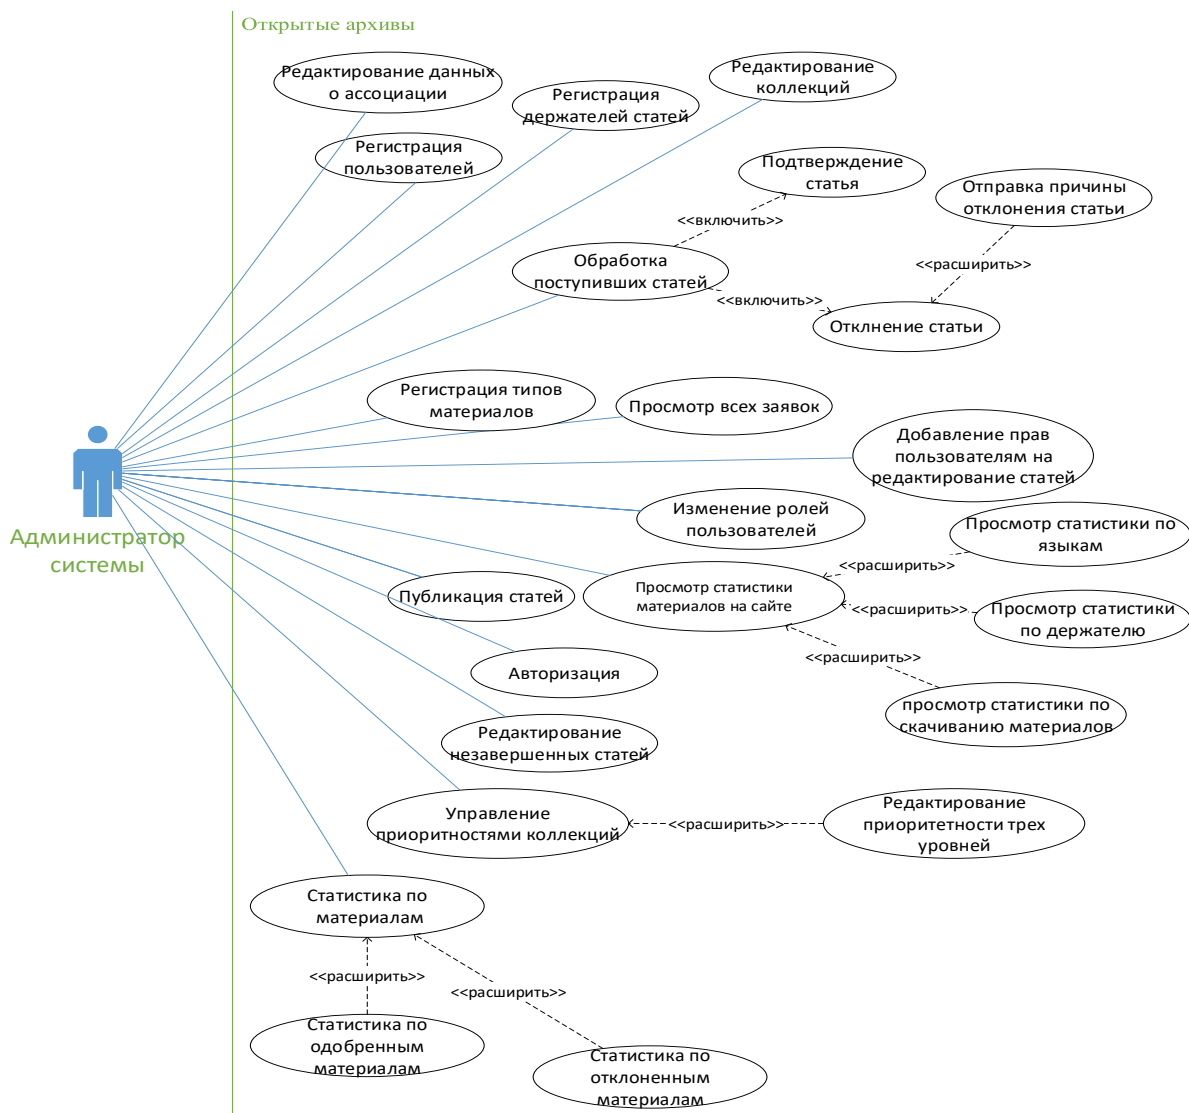 Открытые архивы
Редактирование данных
о ассоциации
Регистрация
держателей статей
Редактирование
коллекций
Регистрация
пользователей
Подтверждение
статья
Отправка причины
отклонения статьи
<<включить>>
Обработка
поступивших статей
<<расширить>>
<<включить>>
Отклнение статьи
Регистрация типов
материалов
Просмотр всех заявок
Добавление прав
пользователям на
редактирование статей
Администратор
системы
Изменение ролей
пользователей
Просмотр статистики по
языкам
<<расширить>>
Публикация статей
Просмотр статистики
материалов на сайте
<<расширить>>
Просмотр статистики
по держателю
<<расширить>>
Авторизация
просмотр статистики по
скачиванию материалов
Редактирование
незавершенных статей
Управление
приоритностями коллекций
<<расширить>>
Редактирование
приоритетности трех
уровней
Статистика по
материалам
<<расширить>>
<<расширить>>
Статистика по
одобренным
материалам
Статистика по
отклоненным
материалам